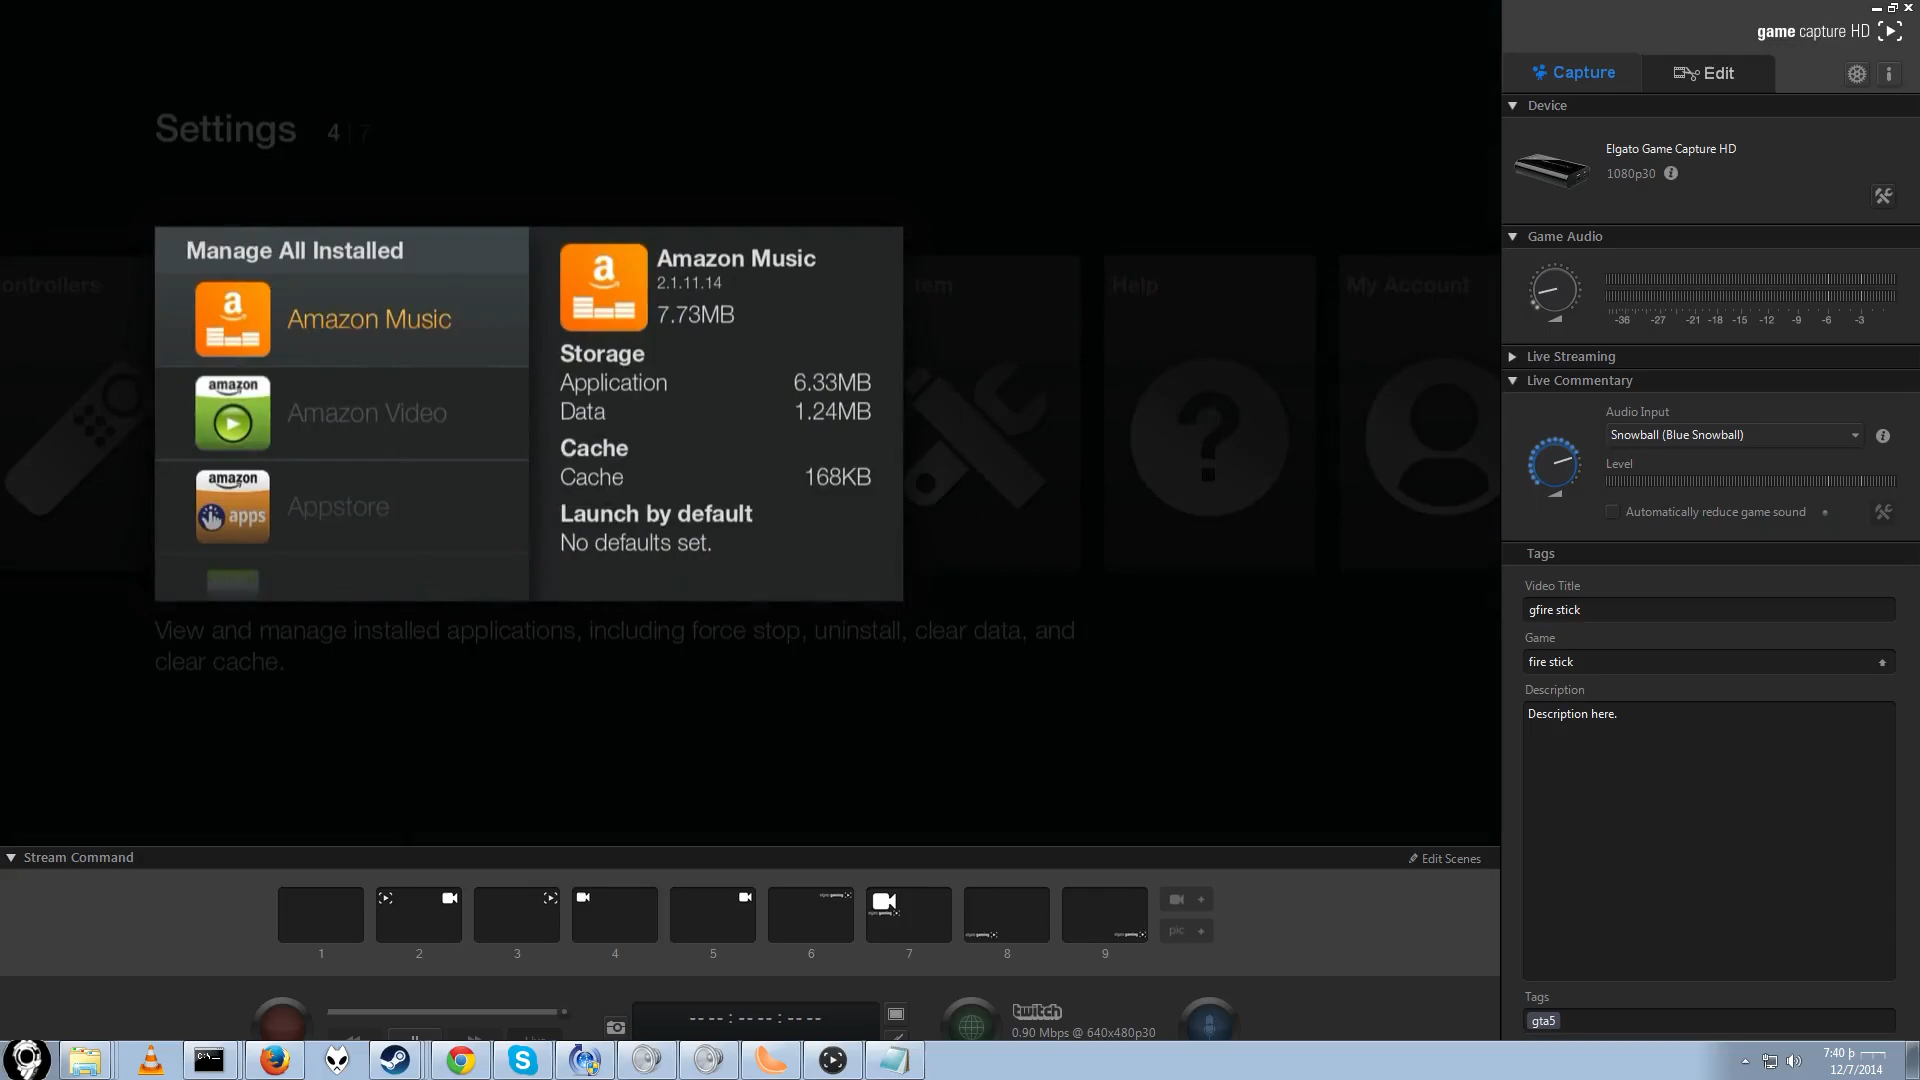 game capture HD
Capture
Edit
Device
Elgato Game Capture HD
1080p30
Game Audio
-36 -27 -21 -18 -15 -12 -9 -6 -3
Live Streaming
Live Commentary
Audio Input
Snowball (Blue Snowball)
Level
Automatically reduce game sound
Tags
Video Title
gfire stick
Game
fire stick
Description
Description here.
Tags
gta5
Settings 4 | 7
ontrollers
Manage All Installed
Amazon Music
amazon
Amazon Video
amazon
apps
Appstore
Amazon Music
2.1.11.14
7.73MB
Storage
Application 6.33MB
Data 1.24MB
Cache
Cache 168KB
Launch by default
No defaults set.
tem
Help
My Account
View and manage installed applications, including force stop, uninstall, clear data, and
clear cache.
Stream Command
Edit Scenes
1 2 3 4 5 6 7 8 9
pic
-- -- : -- -- : -- --
twitch
0.90 Mbps @ 640x480p30
C:\_
7:40 þ
12/7/2014